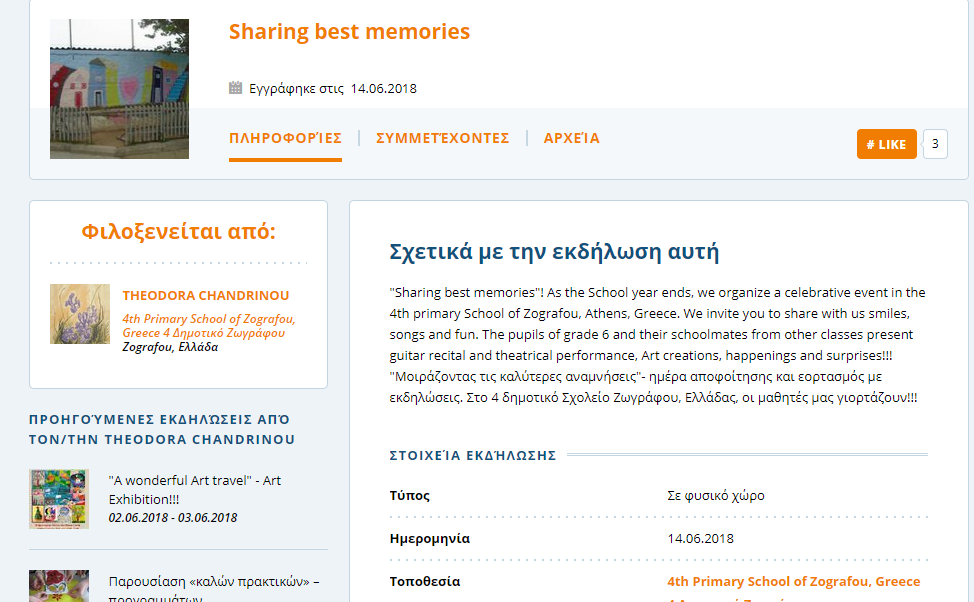 Sharing best memories
Εγγράφηκε στις 14.06.2018
ΠΛΗΡΟΦΟΡΊΕΣ | ΣΥΜΜΕΤΈΧΟΝΤΕΣ | ΑΡΧΕΊΑ
# LIKE 3
Φιλοξενείται από:
THEODORA CHANDRINOU
4th Primary School of Zografou,
Greece 4 Δημοτικό Ζωγράφου
Zografou, Ελλάδα
ΠΡΟΗΓΟΎΜΕΝΕΣ ΕΚΔΗΛΏΣΕΙΣ ΑΠΌ
ΤΟΝ/ΤΗΝ THEODORA CHANDRINOU
"A wonderful Art travel" - Art
Exhibition!!!
02.06.2018 - 03.06.2018
Παρουσίαση «καλών πρακτικών» –
προγραμμάτων
Σχετικά με την εκδήλωση αυτή
"Sharing best memories"! As the School year ends, we organize a celebrative event in the
4th primary School of Zografou, Athens, Greece. We invite you to share with us smiles,
songs and fun. The pupils of grade 6 and their schoolmates from other classes present
guitar recital and theatrical performance, Art creations, happenings and surprises!!!
"Μοιράζοντας τις καλύτερες αναμνήσεις"- ημέρα αποφοίτησης και εορτασμός με
εκδηλώσεις. Στο 4 δημοτικό Σχολείο Ζωγράφου, Ελλάδας, οι μαθητές μας γιορτάζουν!!!
ΣΤΟΙΧΕΊΑ ΕΚΔΉΛΩΣΗΣ
Τύπος Σε φυσικό χώρο
Ημερομηνία 14.06.2018
Τοποθεσία 4th Primary School of Zografou, Greece